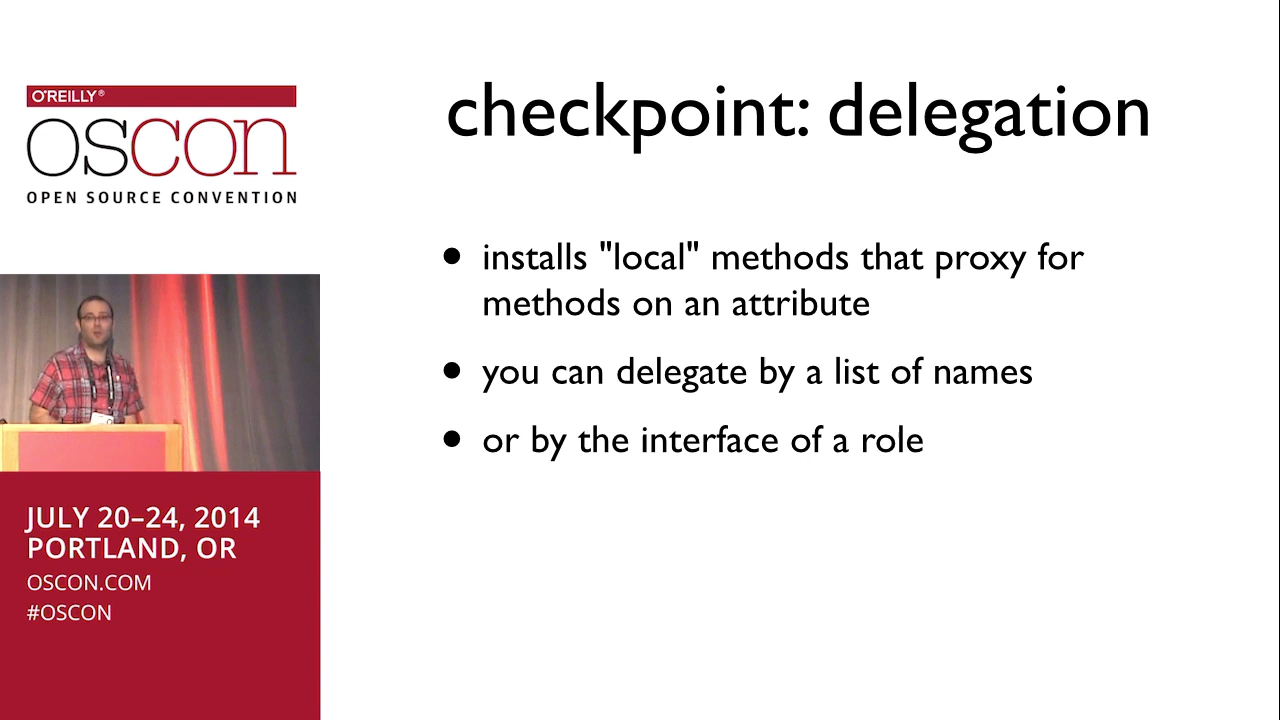 O'REILLY®
oscon
OPEN SOURCE CONVENTION
JULY 20–24, 2014
PORTLAND, OR
OSCON.COM
#OSCON
checkpoint: delegation
• installs "local" methods that proxy for
methods on an attribute
• you can delegate by a list of names
• or by the interface of a role